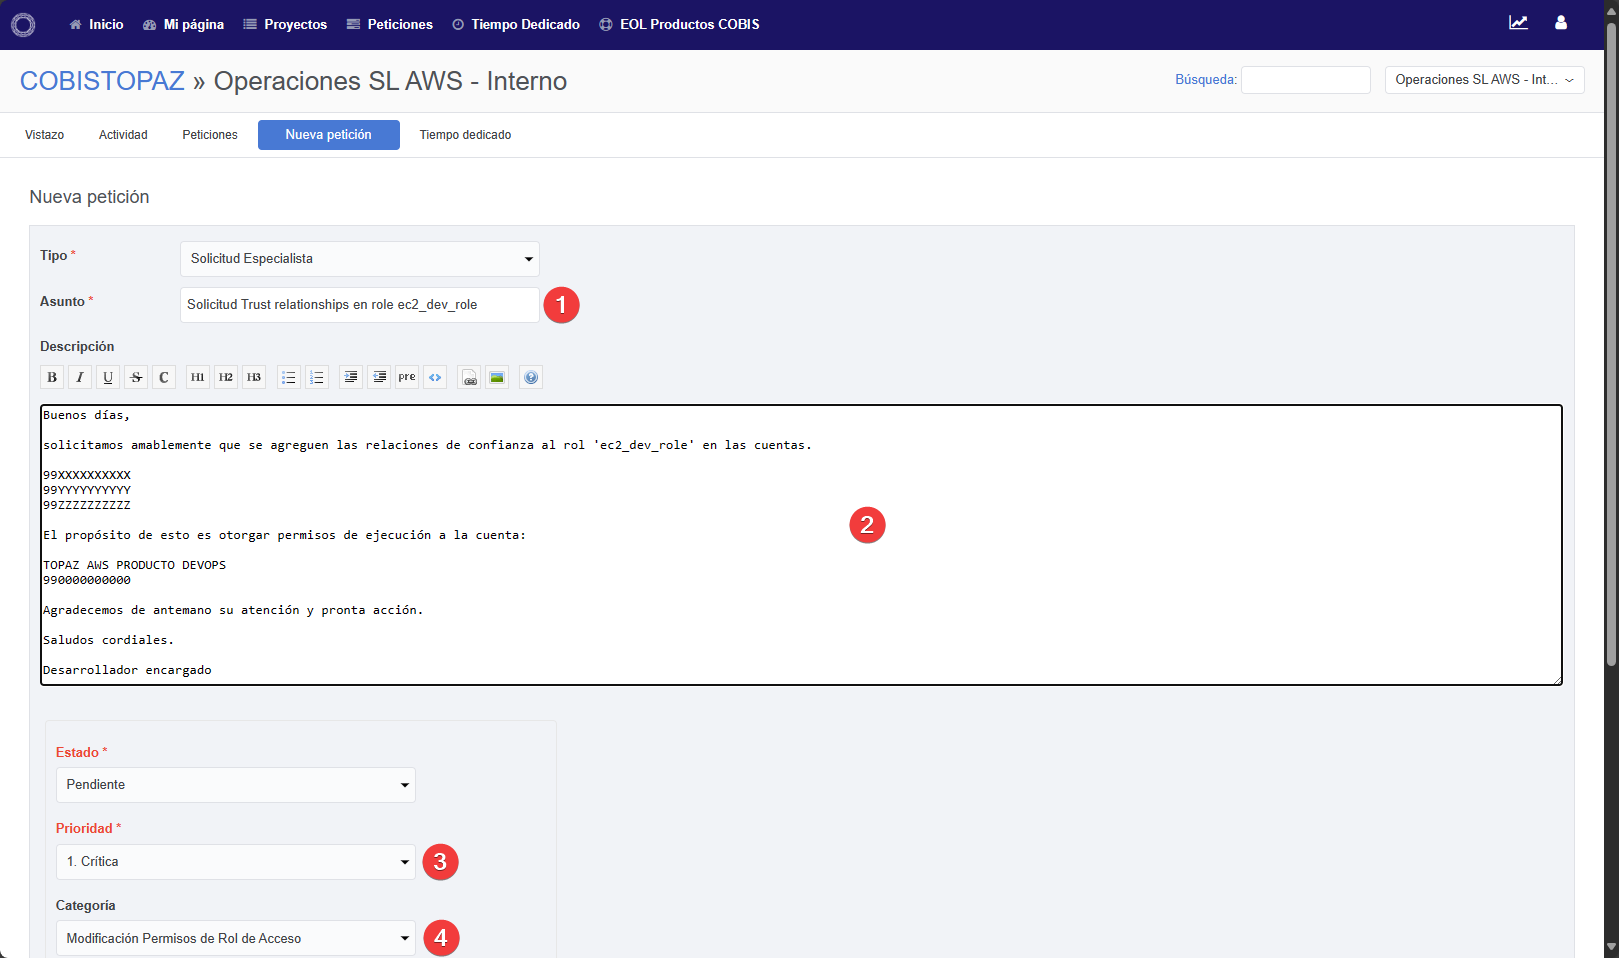 Inicio Mi página Proyectos Peticiones Tiempo Dedicado EOL Productos COBIS
COBISTOPAZ » Operaciones SL AWS - Interno
Búsqueda: Operaciones SL AWS - Int...
Vistazo Actividad Peticiones Nueva petición Tiempo dedicado
Nueva petición
Tipo * Solicitud Especialista
Asunto * Solicitud Trust relationships en role ec2_dev_role 1
Descripción
B I U S C H1 H2 H3 pre <> ?
Buenos días,
solicitamos amablemente que se agreguen las relaciones de confianza al rol 'ec2_dev_role' en las cuentas.
99XXXXXXXXXX
99YYYYYYYYYY
99ZZZZZZZZZZ
2
El propósito de esto es otorgar permisos de ejecución a la cuenta:
TOPAZ AWS PRODUCTO DEVOPS
990000000000
Agradecemos de antemano su atención y pronta acción.
Saludos cordiales.
Desarrollador encargado
Estado *
Pendiente
Prioridad *
1. Crítica 3
Categoría
Modificación Permisos de Rol de Acceso 4